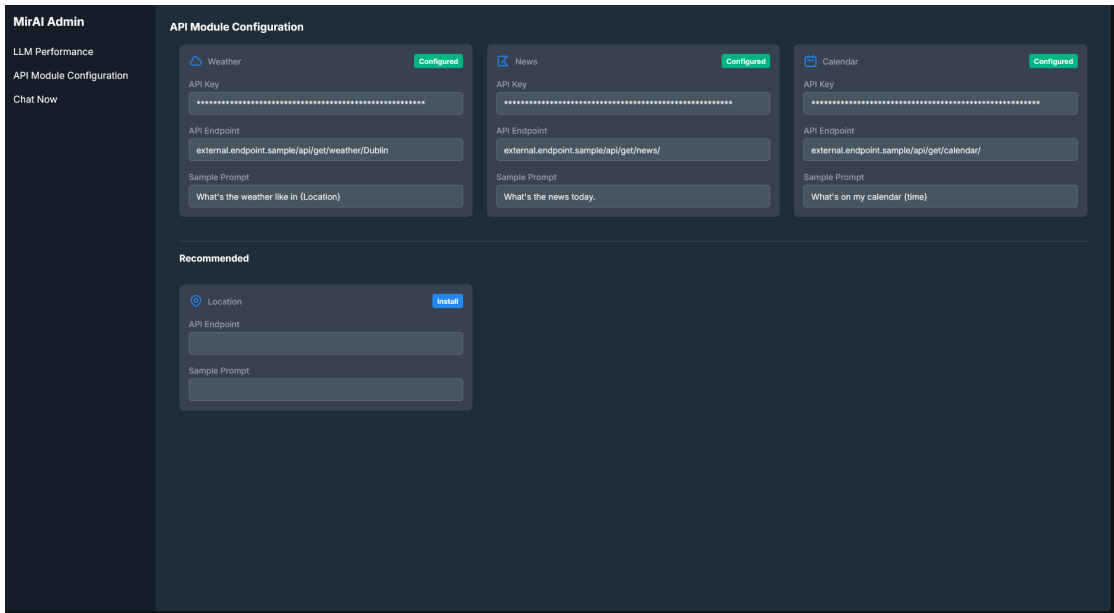 MirAI Admin
LLM Performance
API Module Configuration
Chat Now
API Module Configuration
Weather
Configured
API Key
*******************************************************
API Endpoint
external.endpoint.sample/api/get/weather/Dublin
Sample Prompt
What's the weather like in {Location}
News
Configured
API Key
*******************************************************
API Endpoint
external.endpoint.sample/api/get/news/
Sample Prompt
What's the news today.
Calendar
Configured
API Key
*******************************************************
API Endpoint
external.endpoint.sample/api/get/calendar/
Sample Prompt
What's on my calendar {time}
Recommended
Location
Install
API Endpoint
Sample Prompt